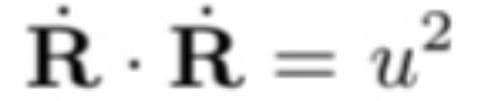 Ṙ · Ṙ = u²